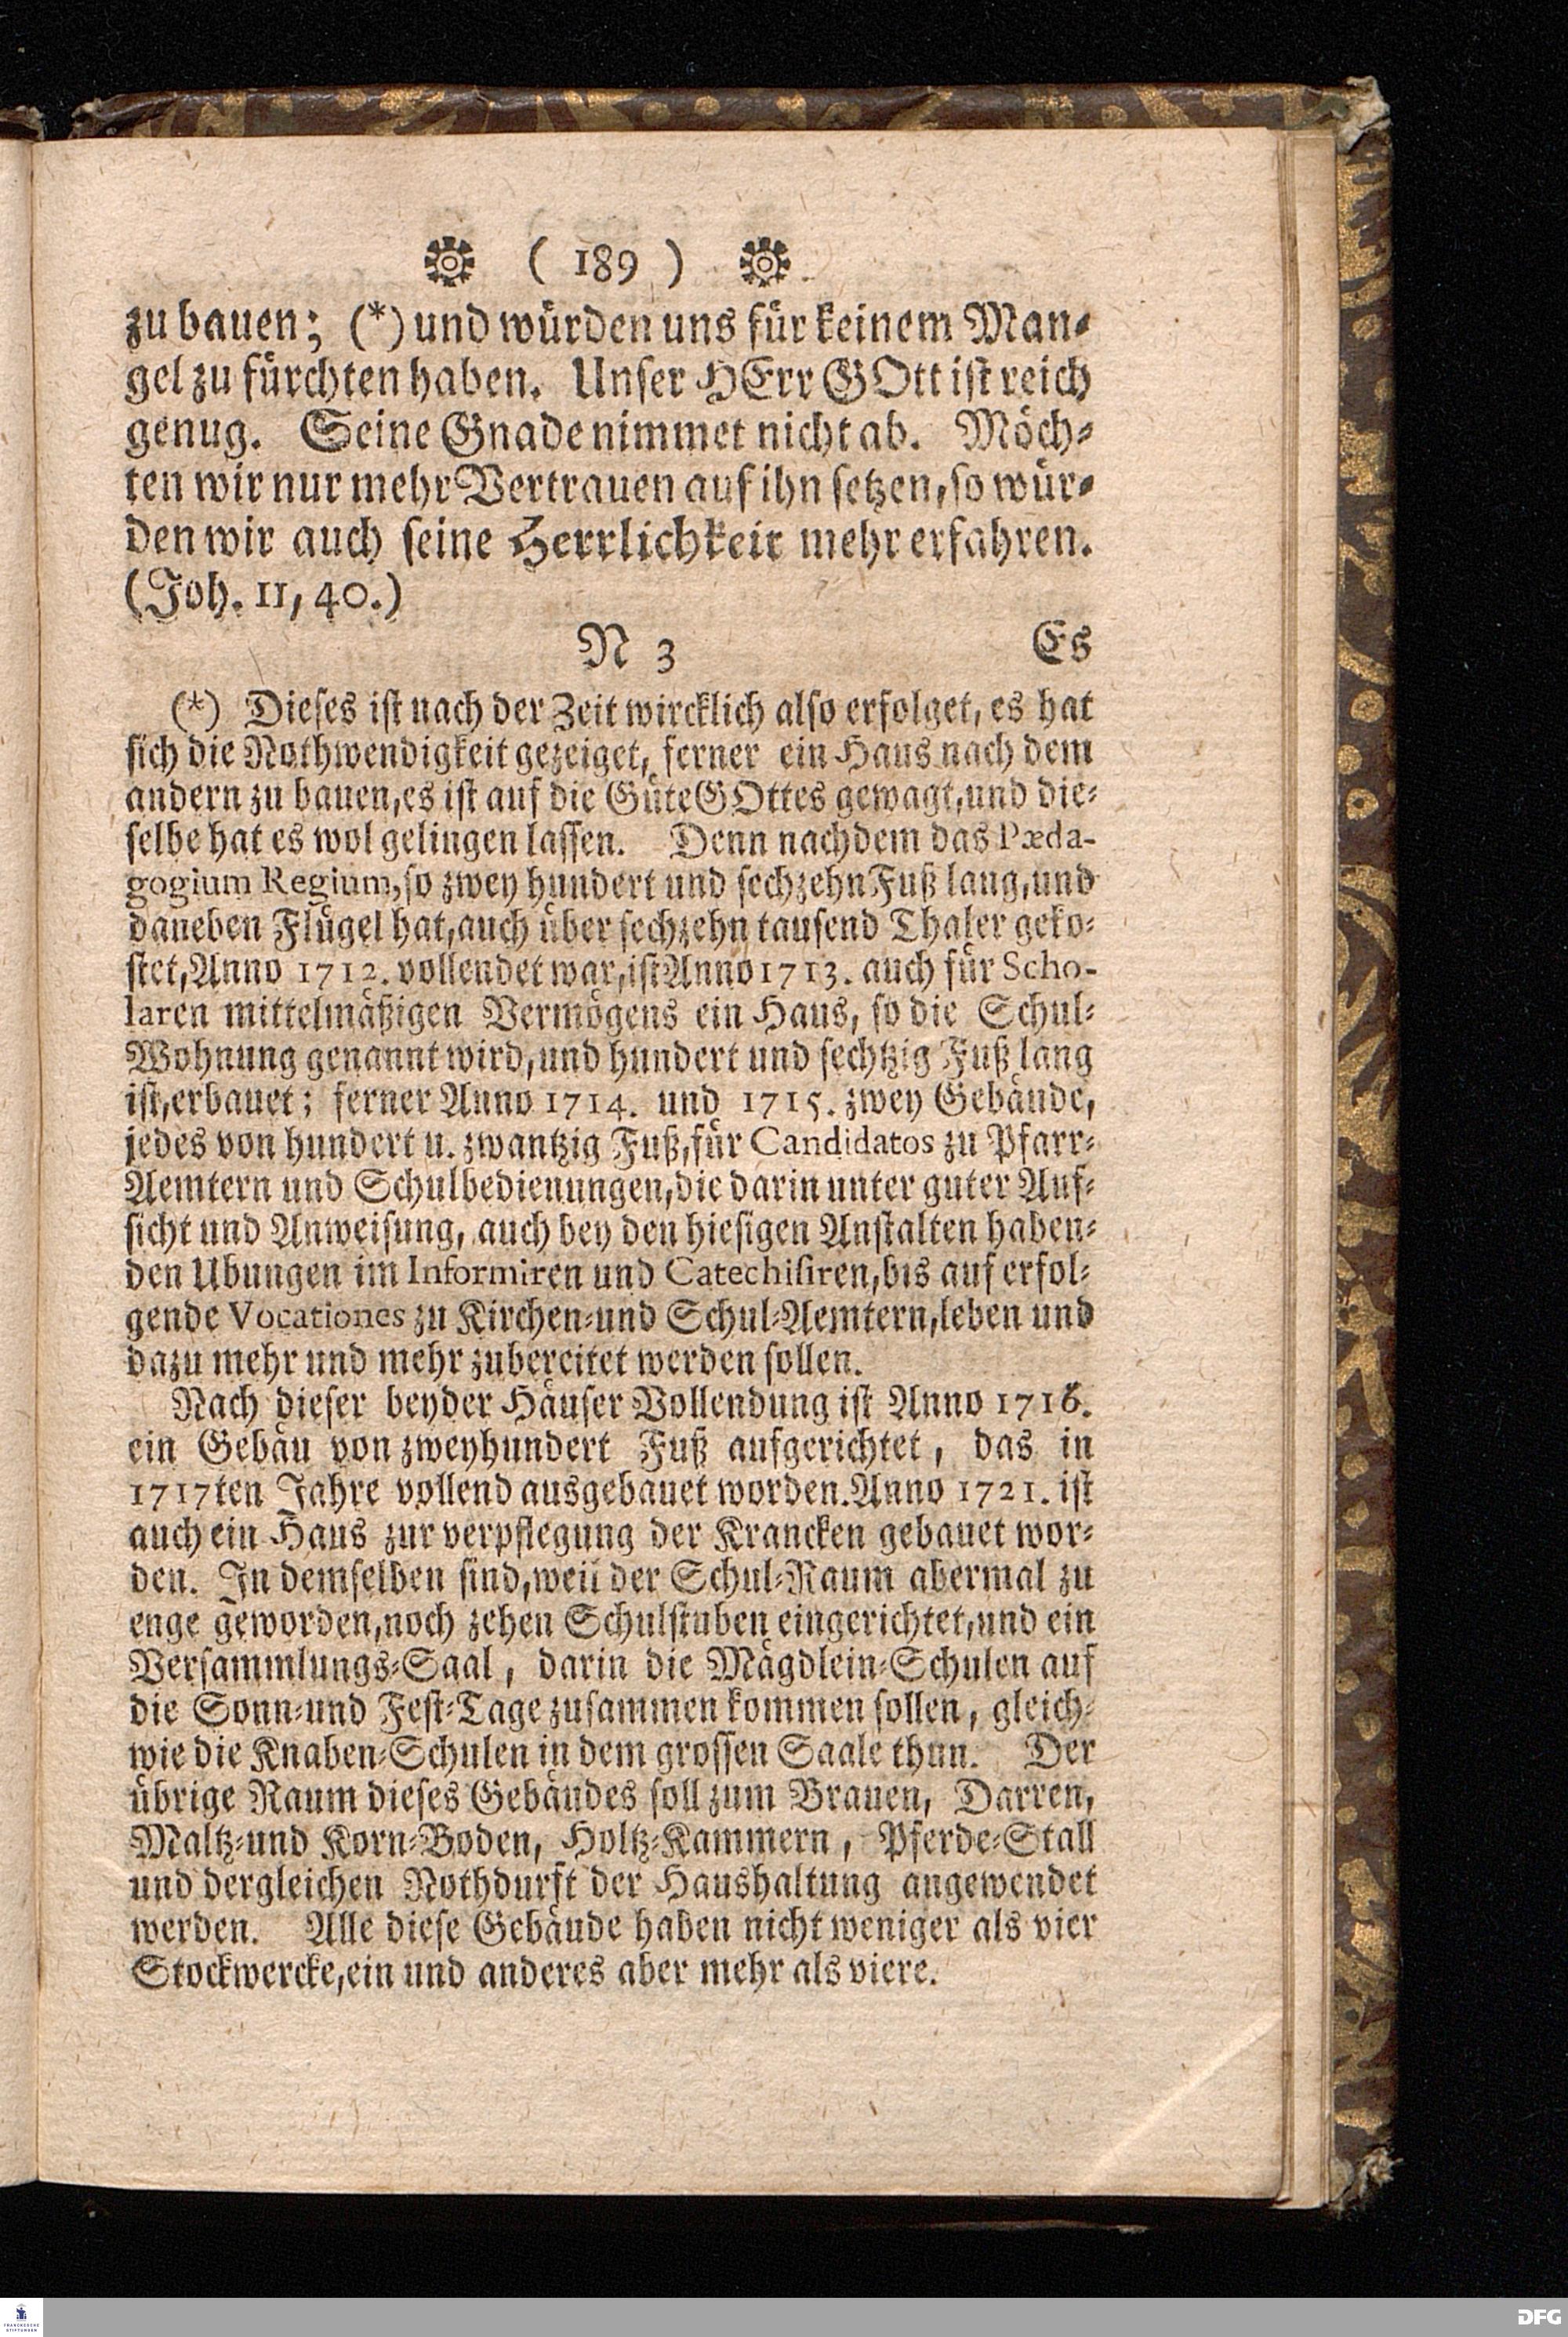 ( 189 )
zu bauen; (*) und würden uns für keinem Man-
gel zu fürchten haben. Unser HErr GOtt ist reich
genug. Seine Gnade nimmet nicht ab. Möch-
ten wir nur mehr Vertrauen auf ihn setzen, so wür-
den wir auch seine Herrlichkeit mehr erfahren.
(Joh. 11, 40.)
N 3 Es
(*) Dieses ist nach der Zeit wircklich also erfolget, es hat
sich die Nothwendigkeit gezeiget, ferner ein Haus nach dem
andern zu bauen, es ist auf die Güte GOttes gewagt, und die-
selbe hat es wol gelingen lassen. Denn nachdem das Pæda-
gogium Regium, so zwey hundert und sechzehn Fuß lang, und
daneben Flügel hat, auch über sechzehn tausend Thaler geko-
stet, Anno 1712. vollendet war, ist Anno 1713. auch für Scho-
laren mittelmäßigen Vermögens ein Haus, so die Schul-
Wohnung genannt wird, und hundert und sechtzig Fuß lang
ist, erbauet; ferner Anno 1714. und 1715. zwey Gebäude,
jedes von hundert u. zwantzig Fuß, für Candidatos zu Pfarr-
Aemtern und Schulbedienungen, die darin unter guter Auf-
sicht und Anweisung, auch bey den hiesigen Anstalten haben-
den Ubungen im Informiren und Catechisiren, bis auf erfol-
gende Vocationes zu Kirchen- und Schul-Aemtern, leben und
dazu mehr und mehr zubereitet werden sollen.
Nach dieser beyder Häuser Vollendung ist Anno 1716.
ein Gebäu von zweyhundert Fuß aufgerichtet, das in
1717ten Jahre vollend ausgebauet worden. Anno 1721. ist
auch ein Haus zur verpflegung der Krancken gebauet wor-
den. In demselben sind, weil der Schul-Raum abermal zu
enge geworden, noch zehen Schulstuben eingerichtet, und ein
Versammlungs-Saal, darin die Mägdlein-Schulen auf
die Sonn- und Fest-Tage zusammen kommen sollen, gleich-
wie die Knaben-Schulen in dem grossen Saale thun. Der
übrige Raum dieses Gebäudes soll zum Brauen, Darren,
Maltz- und Korn-Boden, Holtz-Kammern, Pferde-Stall
und dergleichen Nothdurft der Haushaltung angewendet
werden. Alle diese Gebäude haben nicht weniger als vier
Stockwercke, ein und anderes aber mehr als viere.
FRANCKESCHE
STIFTUNGEN
DFG